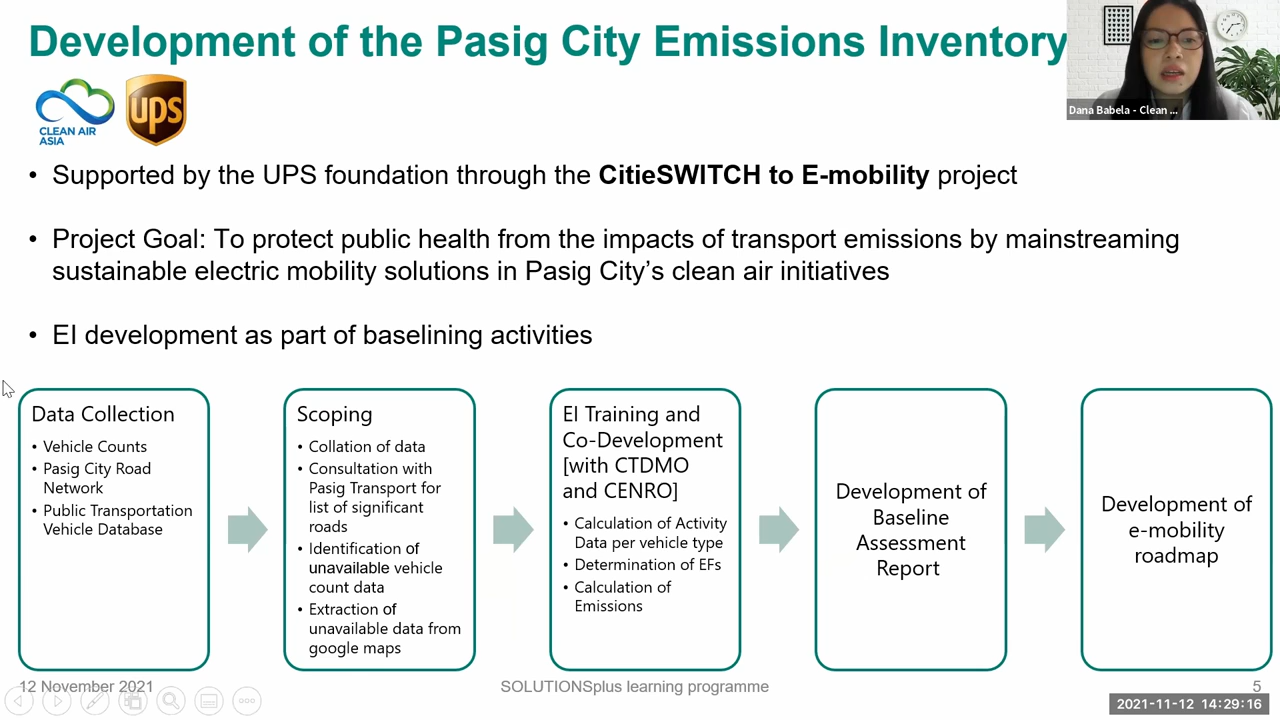 Development of the Pasig City Emissions Inventory
CLEAN AIR
ASIA
ups
Dana Babela - Clean ...
• Supported by the UPS foundation through the CitieSWITCH to E-mobility project
• Project Goal: To protect public health from the impacts of transport emissions by mainstreaming
sustainable electric mobility solutions in Pasig City’s clean air initiatives
• EI development as part of baselining activities
Data Collection
• Vehicle Counts
• Pasig City Road
Network
• Public Transportation
Vehicle Database
Scoping
• Collation of data
• Consultation with
Pasig Transport for
list of significant
roads
• Identification of
unavailable vehicle
count data
• Extraction of
unavailable data from
google maps
EI Training and
Co-Development
[with CTDMO
and CENRO]
• Calculation of Activity
Data per vehicle type
• Determination of EFs
• Calculation of
Emissions
Development of
Baseline
Assessment
Report
Development of
e-mobility
roadmap
12 November 2021
SOLUTIONSplus learning programme
5
2021-11-12 14:29:16